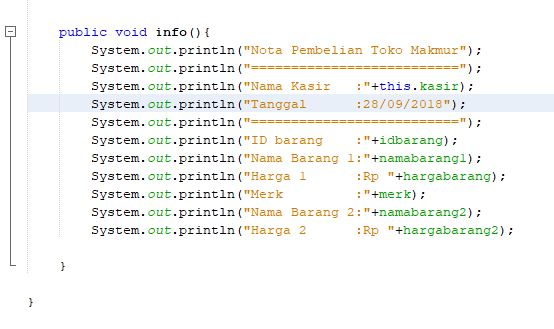 public void info(){
System.out.println("Nota Pembelian Toko Makmur");
System.out.println("==========================");
System.out.println("Nama Kasir   :"+this.kasir);
System.out.println("Tanggal      :28/09/2018");
System.out.println("==========================");
System.out.println("ID barang    :"+idbarang);
System.out.println("Nama Barang 1:"+namabarang1);
System.out.println("Harga 1      :Rp "+hargabarang);
System.out.println("Merk         :"+merk);
System.out.println("Nama Barang 2:"+namabarang2);
System.out.println("Harga 2      :Rp "+hargabarang2);
}
}